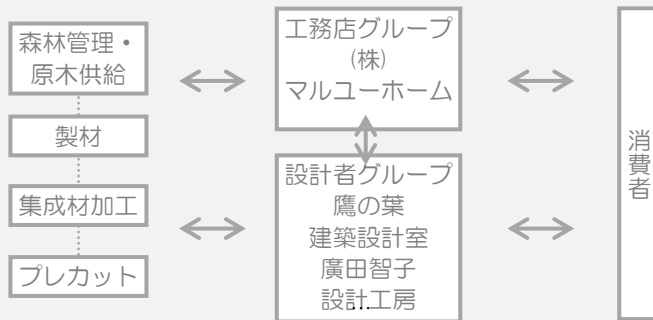 森林管理・
原木供給
製材
集成材加工
プレカット
工務店グループ
(株)
マルユーホーム
設計者グループ
鷹の葉
建築設計室
廣田智子
設計工房
…
消費者